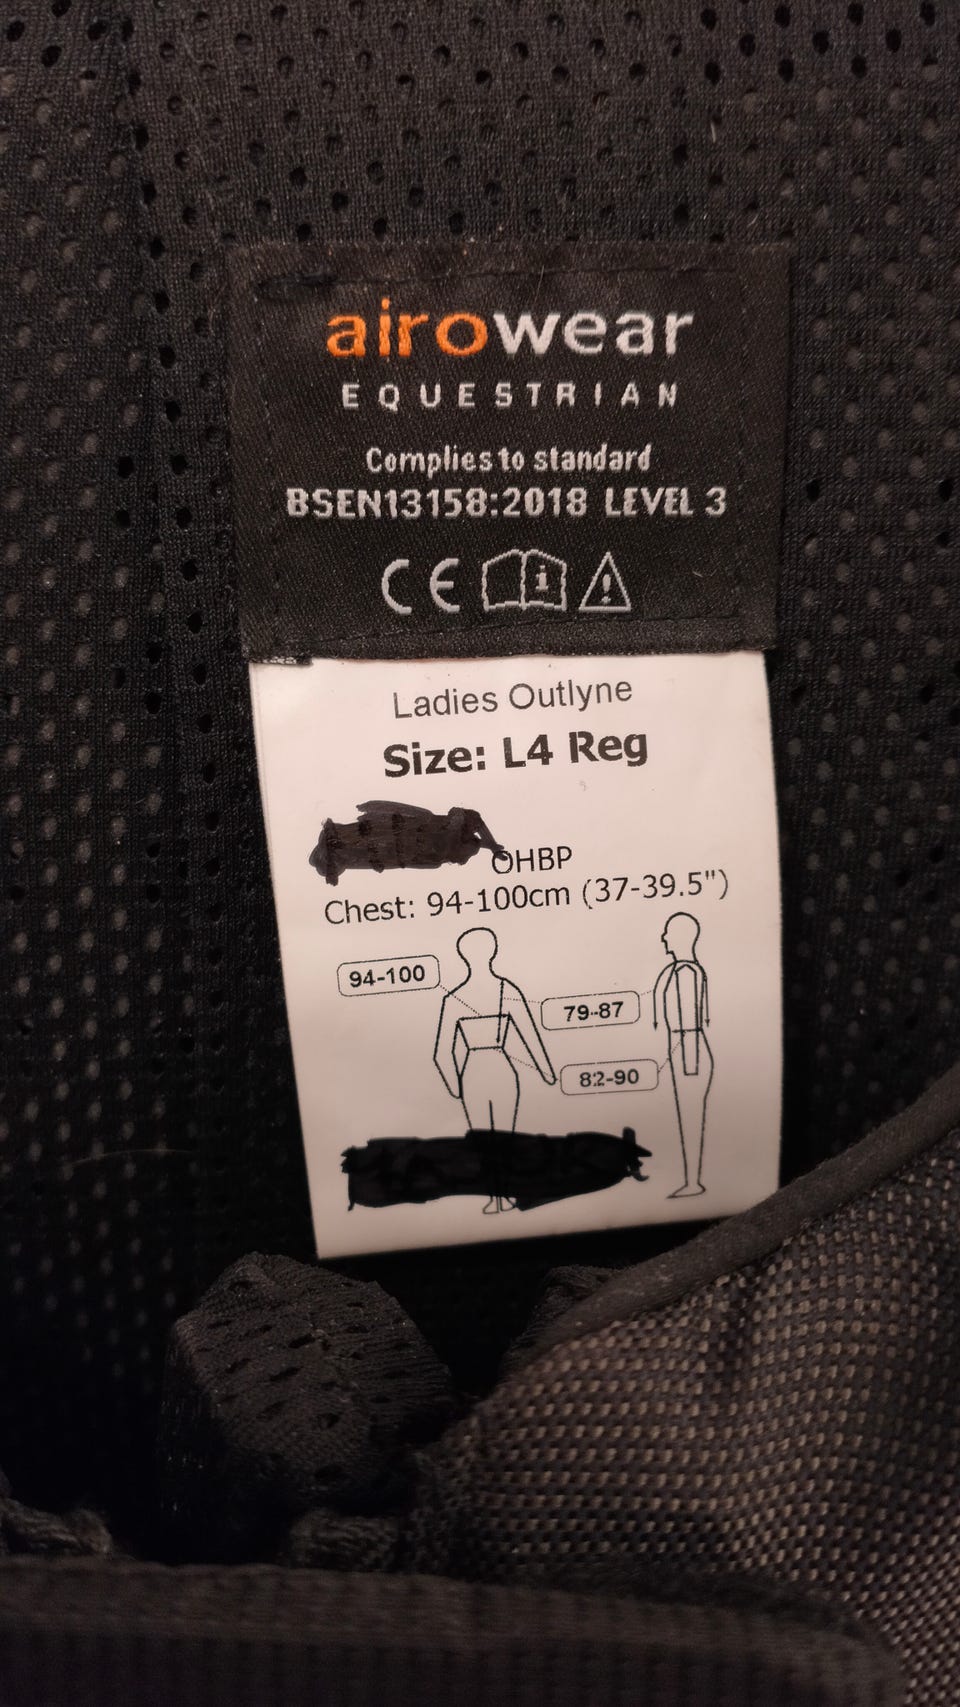 airowear
EQUESTRIAN
Complies to standard
BSEN13158:2018 LEVEL 3
CE
Ladies Outlyne
Size: L4 Reg
OHBP
Chest: 94-100cm (37-39.5")
94-100
79-87
82-90